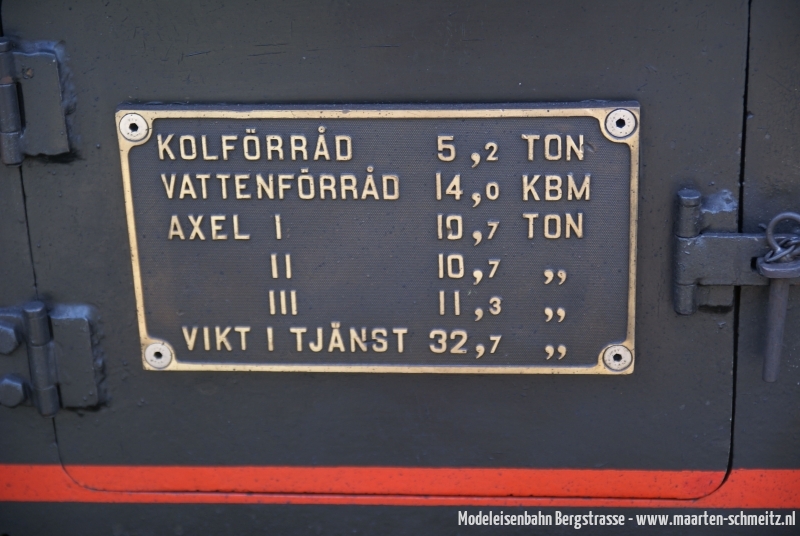 KOLFÖRRÅD 5,2 TON
VATTENFÖRRÅD 14,0 KBM
AXEL I 10,7 TON
II 10,7 ,,
III 11,3 ,,
VIKT I TJÄNST 32,7 ,,
Modeleisenbahn Bergstrasse - www.maarten-schmeitz.nl